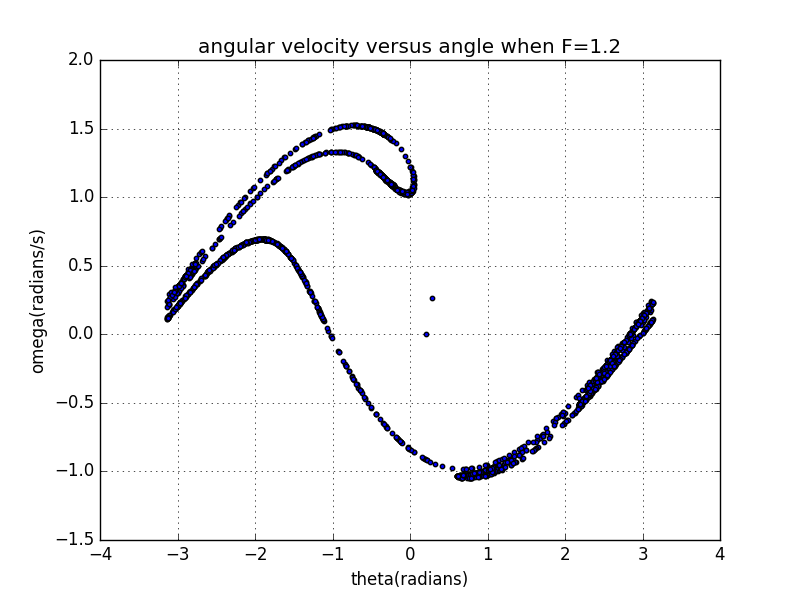 angular velocity versus angle when F=1.2
2.0
1.5
1.0
0.5
0.0
−0.5
−1.0
−1.5
omega(radians/s)
−4 −3 −2 −1 0 1 2 3 4
theta(radians)